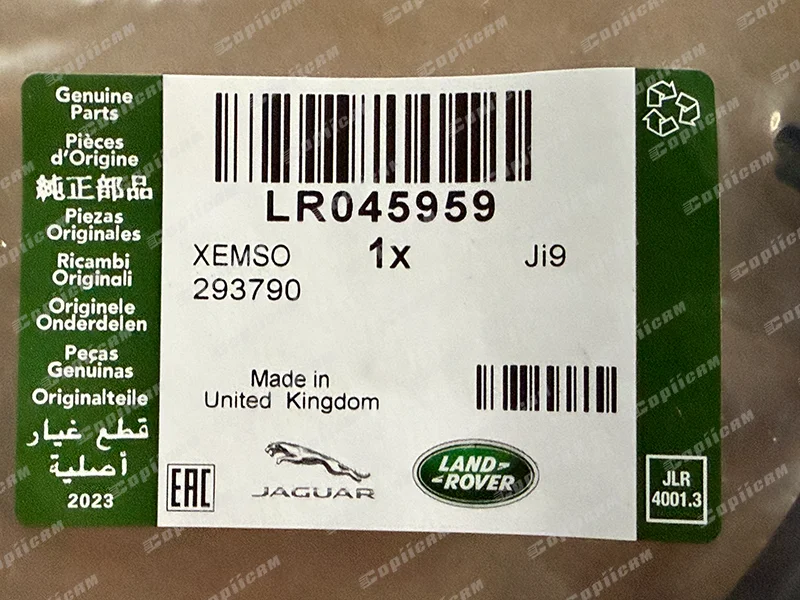 Genuine
Parts
Pièces
d'Origine
純正部品
Piezas
Originales
Ricambi
Originali
Originele
Onderdelen
Peças
Genuinas
Originalteile
قطع غيار
أصلية
2023
LR045959
XEMSO 1x Ji9
293790
Made in
United Kingdom
EAC
JAGUAR
LAND-
-ROVER
JLR
4001.3
Copiicam